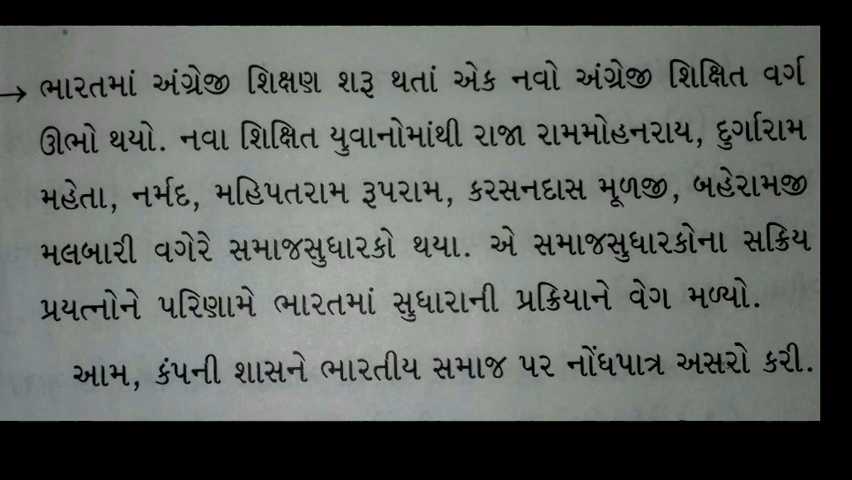 → ભારતમાં અંગ્રેજી શિક્ષણ શરૂ થતાં એક નવો અંગ્રેજી શિક્ષિત વર્ગ
ઊભો થયો. નવા શિક્ષિત યુવાનોમાંથી રાજા રામમોહનરાય, દુર્ગારામ
મહેતા, નર્મદ, મહિપતરામ રૂપરામ, કરસનદાસ મૂળજી, બહેરામજી
મલબારી વગેરે સમાજસુધારકો થયા. એ સમાજસુધારકોના સક્રિય
પ્રયત્નોને પરિણામે ભારતમાં સુધારાની પ્રક્રિયાને વેગ મળ્યો.
આમ, કંપની શાસને ભારતીય સમાજ પર નોંધપાત્ર અસરો કરી.